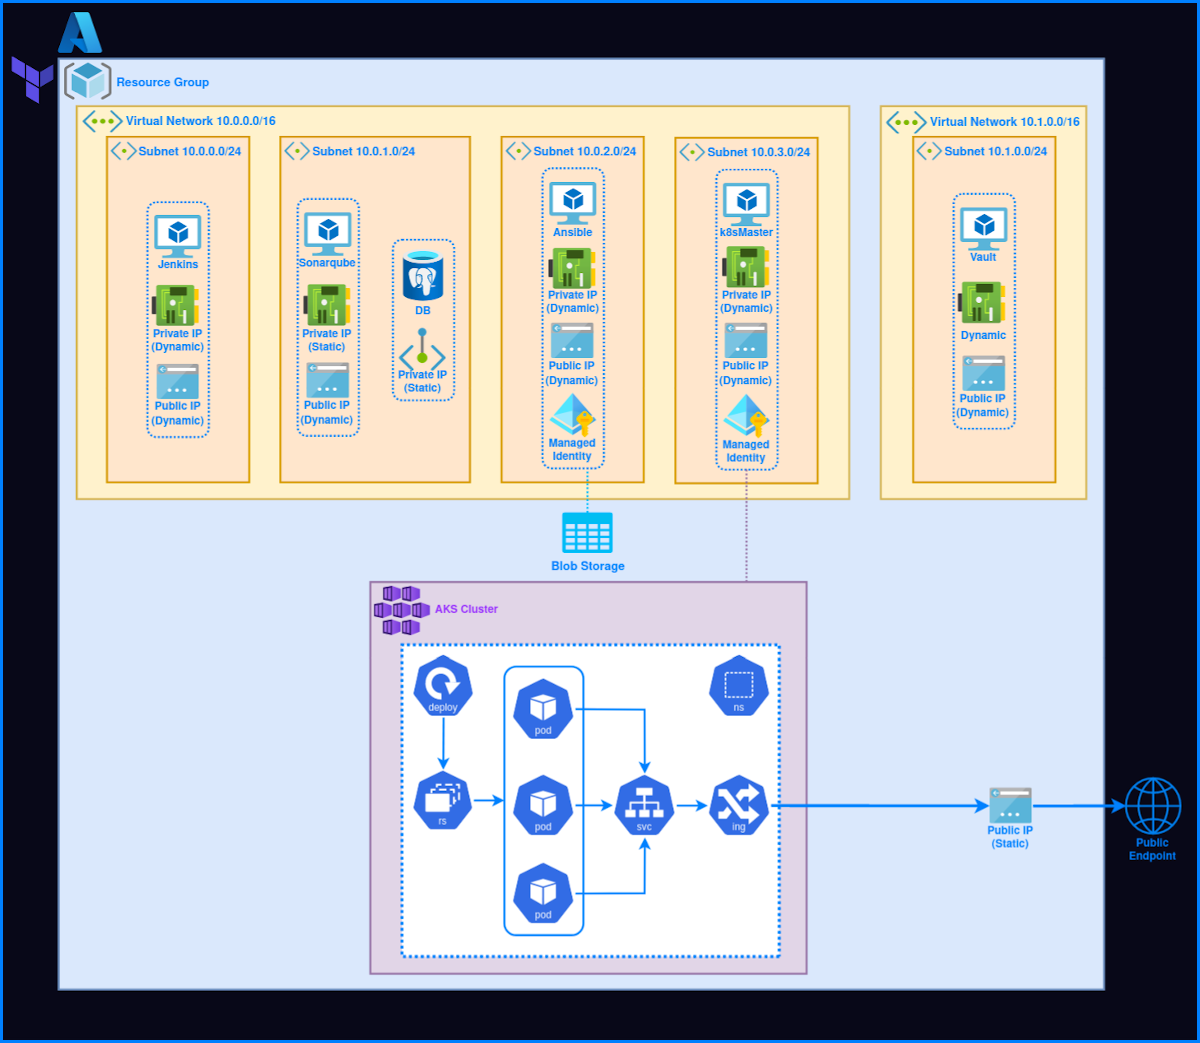 Resource Group
Virtual Network 10.0.0.0/16
Subnet 10.0.0.0/24
Jenkins
Private IP
(Dynamic)
Public IP
(Dynamic)
Subnet 10.0.1.0/24
Sonarqube
Private IP
(Static)
Public IP
(Dynamic)
DB
Private IP
(Static)
Subnet 10.0.2.0/24
Ansible
Private IP
(Dynamic)
Public IP
(Dynamic)
Managed
Identity
Subnet 10.0.3.0/24
k8sMaster
Private IP
(Dynamic)
Public IP
(Dynamic)
Managed
Identity
Virtual Network 10.1.0.0/16
Subnet 10.1.0.0/24
Vault
Dynamic
Public IP
(Dynamic)
Blob Storage
AKS Cluster
deploy
rs
pod
pod
pod
svc
ns
ing
Public IP
(Static)
Public
Endpoint